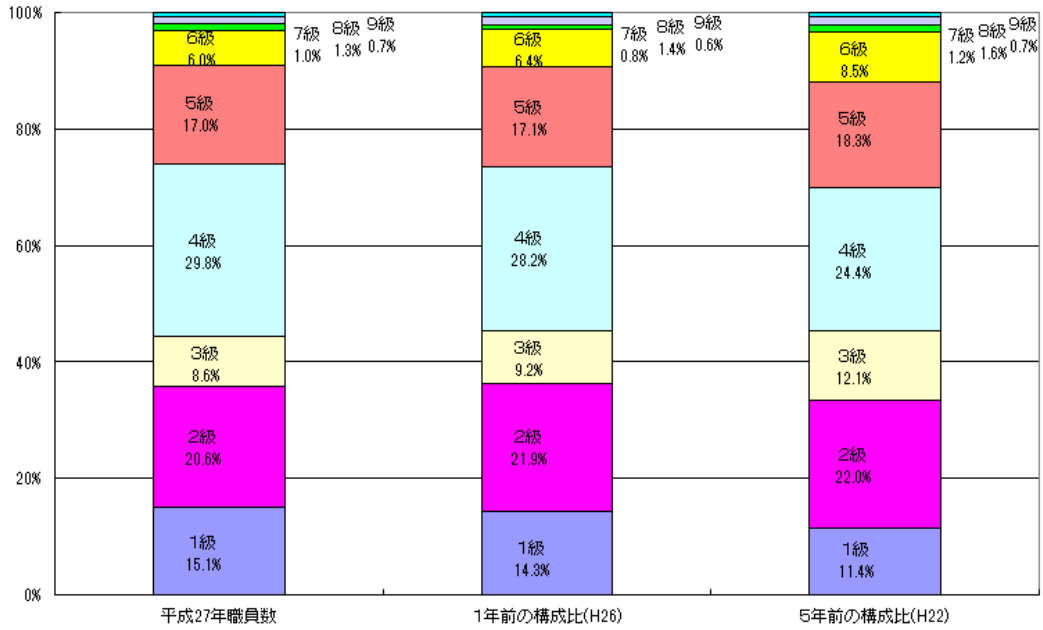 100%
80%
60%
40%
20%
0%
6級
6.0%
5級
17.0%
4級
29.8%
3級
8.6%
2級
20.6%
1級
15.1%
7級 8級 9級
1.0% 1.3% 0.7%
6級
6.4%
5級
17.1%
4級
28.2%
3級
9.2%
2級
21.9%
1級
14.3%
7級 8級 9級
0.8% 1.4% 0.6%
6級
8.5%
5級
18.3%
4級
24.4%
3級
12.1%
2級
22.0%
1級
11.4%
7級 8級 9級
1.2% 1.6% 0.7%
平成27年職員数
1年前の構成比(H26)
5年前の構成比(H22)